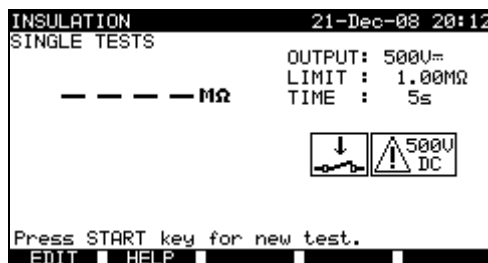 INSULATION 21-Dec-08 20:12
SINGLE TESTS
OUTPUT: 500V⎓
LIMIT : 1.00MΩ
– – – – MΩ TIME : 5s
500V
DC
Press START key for new test.
EDIT HELP